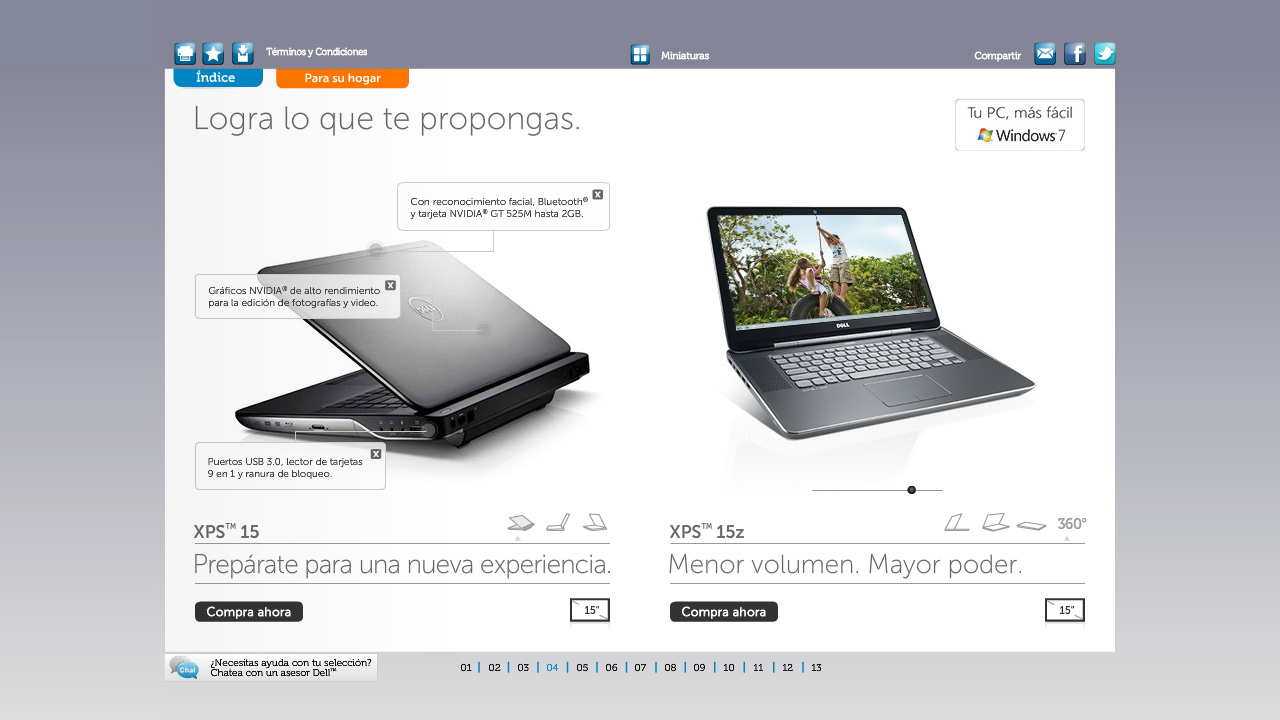 Términos y Condiciones
Miniaturas
Compartir
Índice
Para su hogar
Logra lo que te propongas.
Tu PC, más fácil
Windows 7
Con reconocimiento facial, Bluetooth®
y tarjeta NVIDIA® GT 525M hasta 2GB.
Gráficos NVIDIA® de alto rendimiento
para la edición de fotografías y video.
DELL
DELL
Puertos USB 3.0, lector de tarjetas
9 en 1 y ranura de bloqueo.
XPS™ 15
XPS™ 15z
360º
Prepárate para una nueva experiencia.
Menor volumen. Mayor poder.
Compra ahora
15"
Compra ahora
15"
Chat
¿Necesitas ayuda con tu selección?
Chatea con un asesor Dell™
01 | 02 | 03 | 04 | 05 | 06 | 07 | 08 | 09 | 10 | 11 | 12 | 13